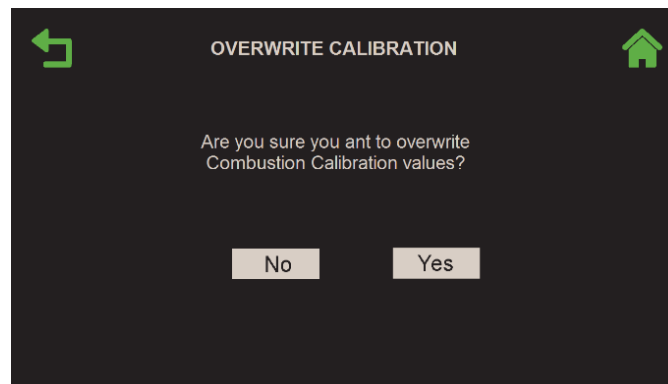 OVERWRITE CALIBRATION
Are you sure you ant to overwrite
Combustion Calibration values?
No
Yes